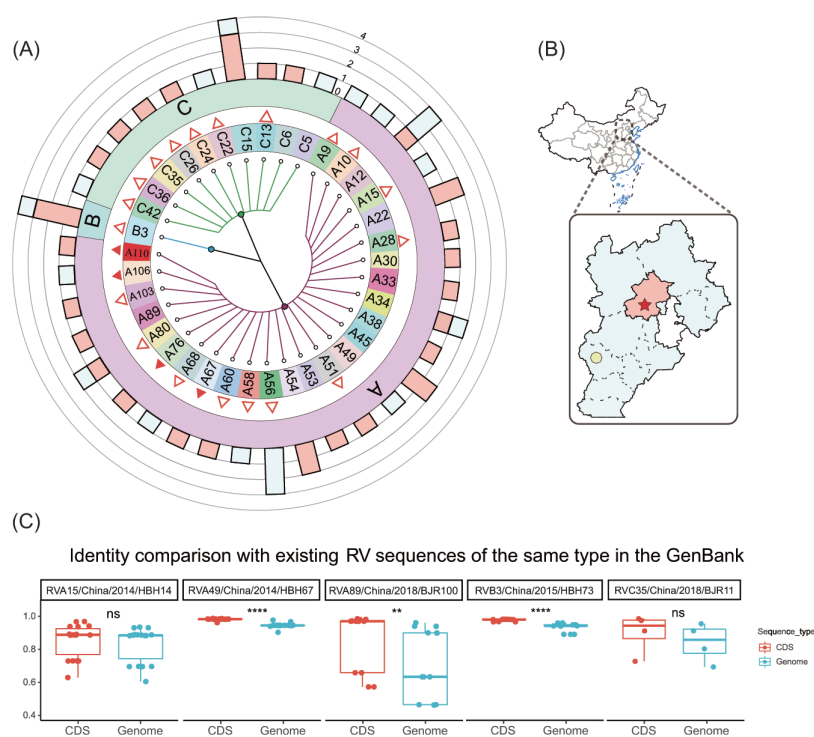 (A)
(B)
4
3
2
1
0
C
B
A
C42
C36
C35
C26
C24
C22
C15
C13
C6
C5
A9
A10
A12
A15
A22
A28
A30
A33
A34
A38
A45
A49
A51
A53
A54
A56
A58
A60
A67
A68
A76
A80
A89
A103
A106
A110
B3
(C)
Identity comparison with existing RV sequences of the same type in the GenBank
RVA15/China/2014/HBH14 RVA49/China/2014/HBH67 RVA89/China/2018/BJR100 RVB3/China/2015/HBH73 RVC35/China/2018/BJR11
ns **** ** **** ns
1.0
0.8
0.6
0.4
Sequence_type
CDS
Genome
CDS Genome CDS Genome CDS Genome CDS Genome CDS Genome